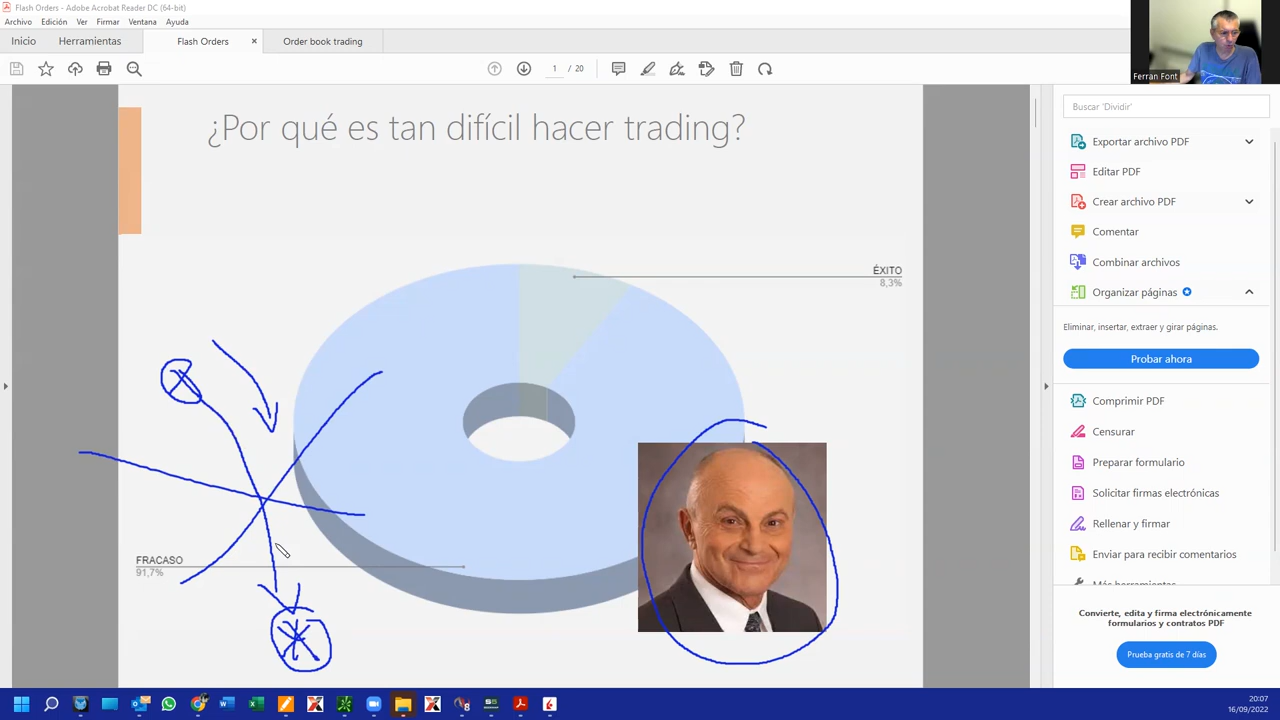 Flash Orders - Adobe Acrobat Reader DC (64-bit)
Archivo Edición Ver Firmar Ventana Ayuda
Inicio Herramientas Flash Orders × Order book trading
1 / 20
Ferran Font
¿Por qué es tan difícil hacer trading?
ÉXITO
8,3%
FRACASO
91,7%
Buscar 'Dividir'
Exportar archivo PDF
Editar PDF
Crear archivo PDF
Comentar
Combinar archivos
Organizar páginas
Eliminar, insertar, extraer y girar páginas.
Probar ahora
Comprimir PDF
Censurar
Preparar formulario
Solicitar firmas electrónicas
Rellenar y firmar
Enviar para recibir comentarios
Más herramientas
Convierte, edita y firma electrónicamente
formularios y contratos PDF
Prueba gratis de 7 días
20:07
16/09/2022